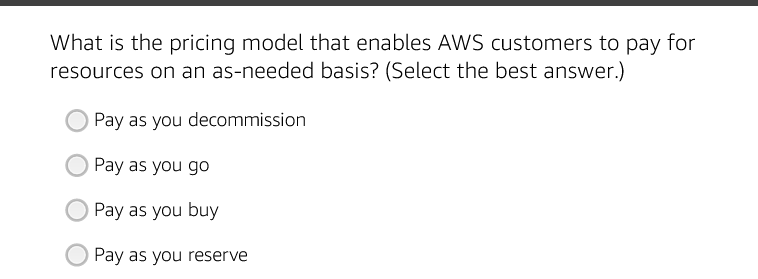 What is the pricing model that enables AWS customers to pay for
resources on an as-needed basis? (Select the best answer.)
Pay as you decommission
Pay as you go
Pay as you buy
Pay as you reserve